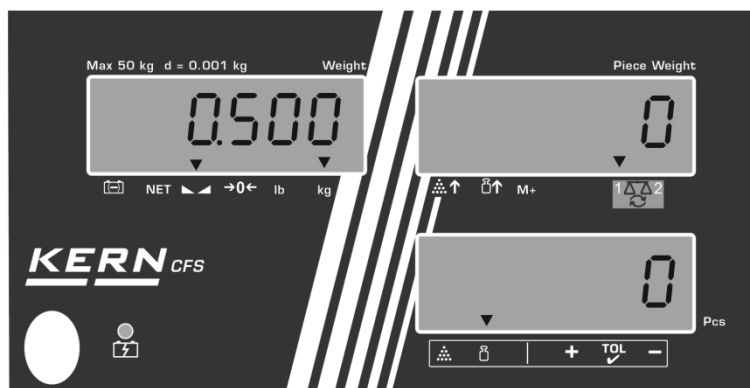 Max 50 kg d = 0.001 kg Weight
0.500
NET →0← lb kg
Piece Weight
0
M+ 1 2
KERN CFS
0
Pcs
+ TOL −